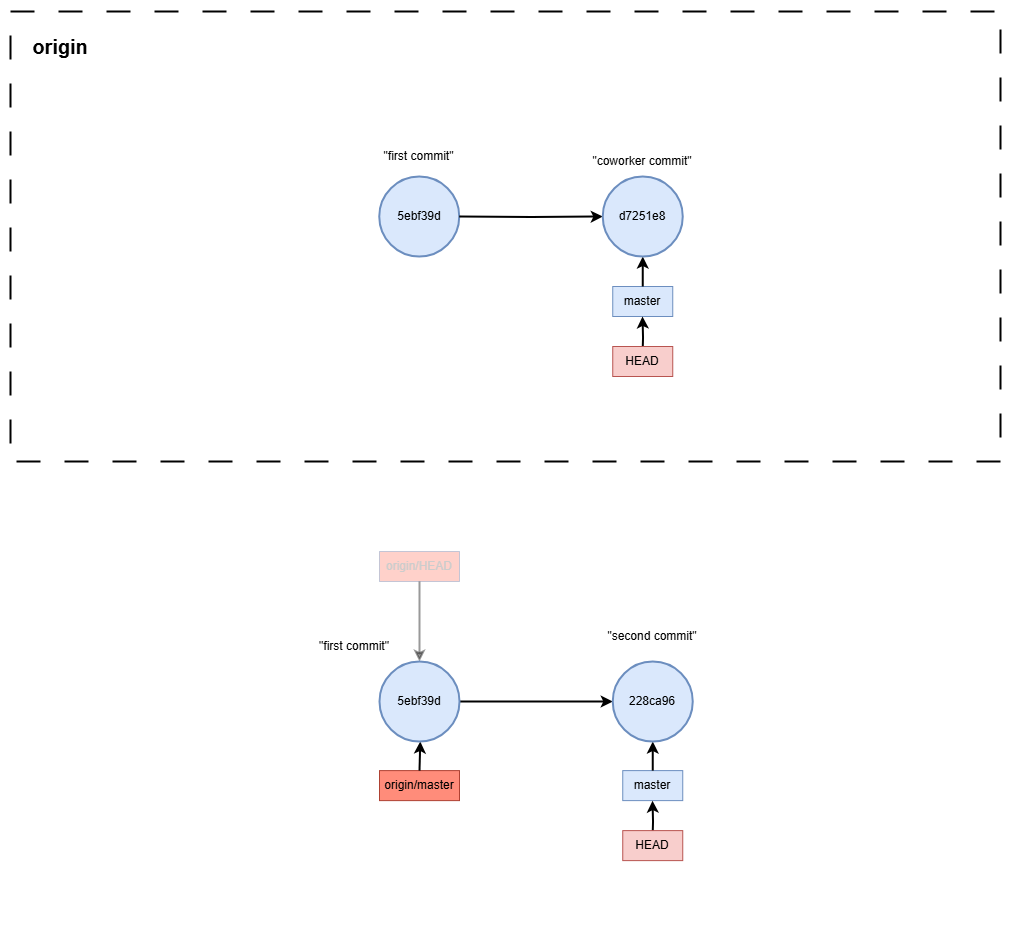 origin
"first commit"
"coworker commit"
5ebf39d
d7251e8
master
HEAD
origin/HEAD
"first commit"
"second commit"
5ebf39d
228ca96
origin/master
master
HEAD